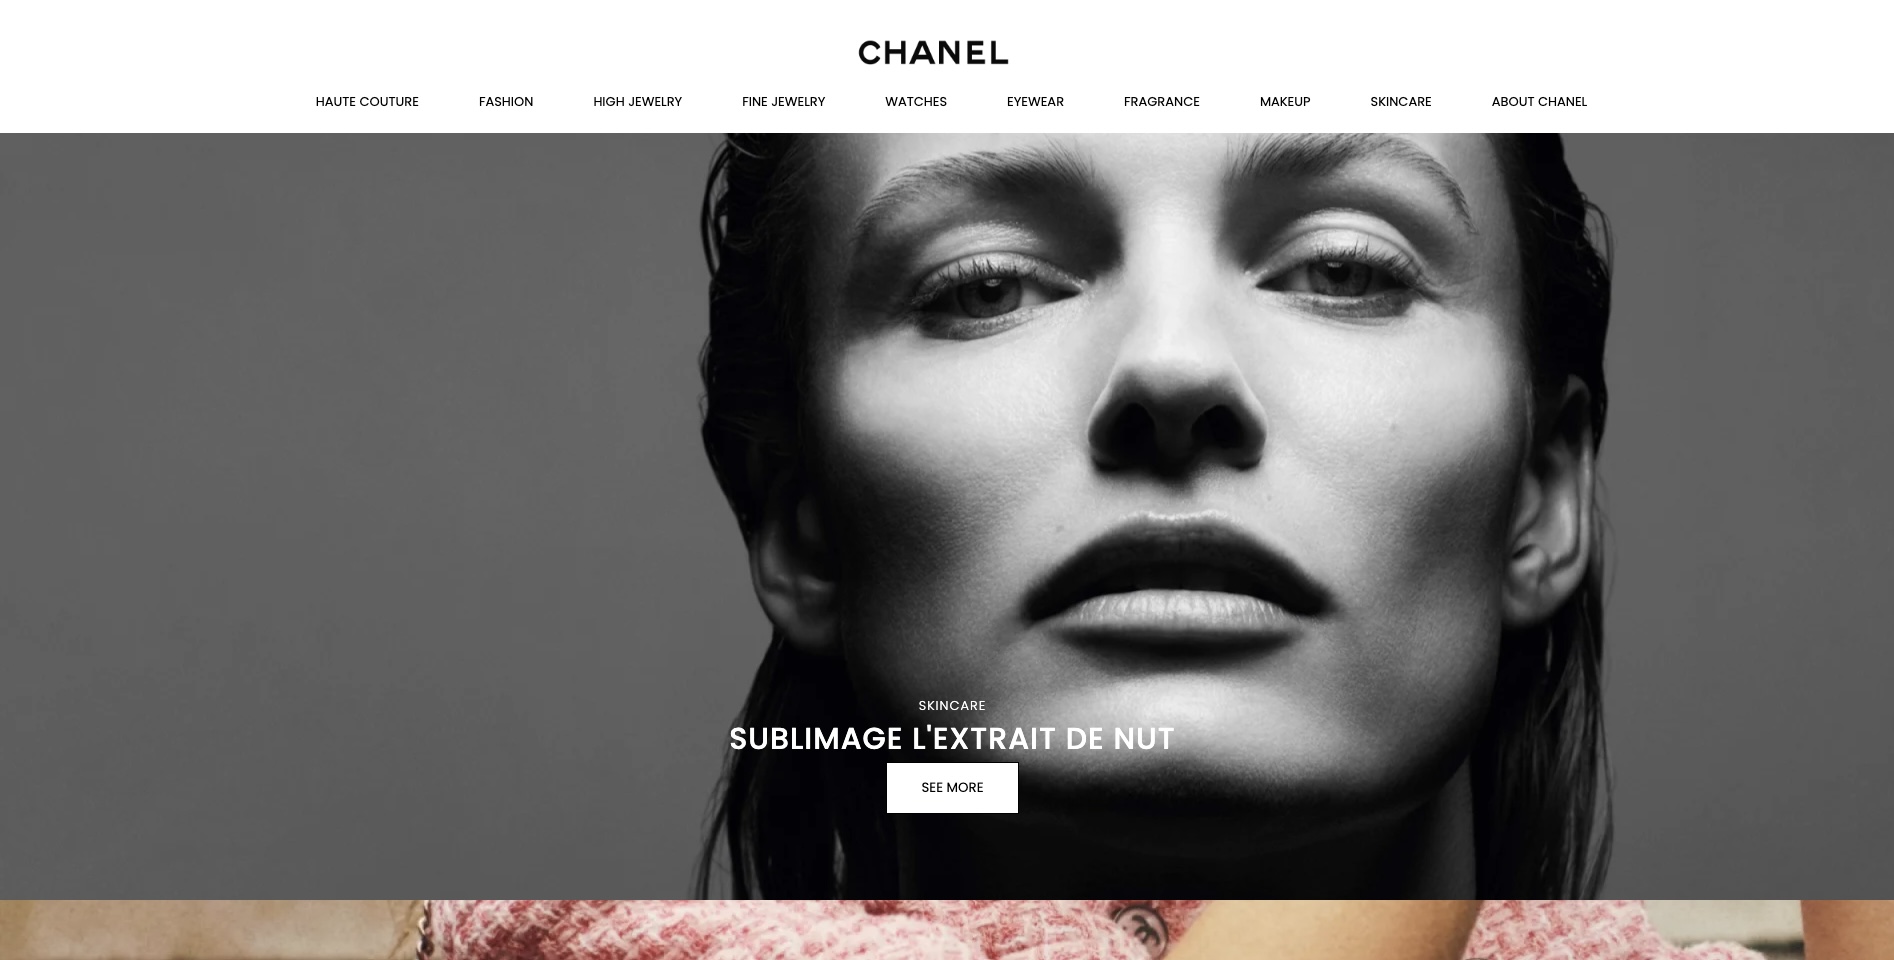 CHANEL
HAUTE COUTURE FASHION HIGH JEWELRY FINE JEWELRY WATCHES EYEWEAR FRAGRANCE MAKEUP SKINCARE ABOUT CHANEL
SKINCARE
SUBLIMAGE L'EXTRAIT DE NUT
SEE MORE